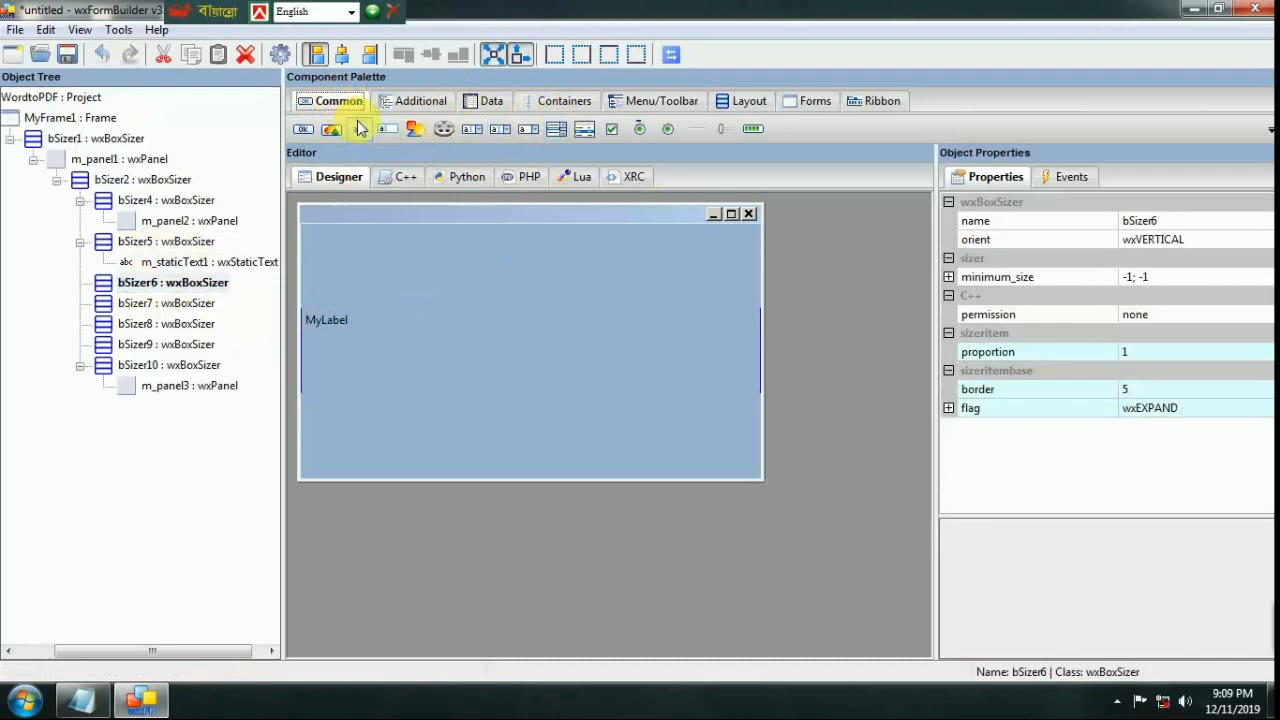 *untitled - wxFormBuilder v3
বায়ান্নো
English
File Edit View Tools Help
Object Tree
WordtoPDF : Project
MyFrame1 : Frame
bSizer1 : wxBoxSizer
m_panel1 : wxPanel
bSizer2 : wxBoxSizer
bSizer4 : wxBoxSizer
m_panel2 : wxPanel
bSizer5 : wxBoxSizer
abc m_staticText1 : wxStaticText
bSizer6 : wxBoxSizer
bSizer7 : wxBoxSizer
bSizer8 : wxBoxSizer
bSizer9 : wxBoxSizer
bSizer10 : wxBoxSizer
m_panel3 : wxPanel
Component Palette
Common Additional Data Containers Menu/Toolbar Layout Forms Ribbon
Editor
Designer C++ Python PHP Lua XRC
MyLabel
Object Properties
Properties Events
wxBoxSizer
name bSizer6
orient wxVERTICAL
sizer
minimum_size -1; -1
C++
permission none
sizeritem
proportion 1
sizeritembase
border 5
flag wxEXPAND
Name: bSizer6 | Class: wxBoxSizer
9:09 PM
12/11/2019